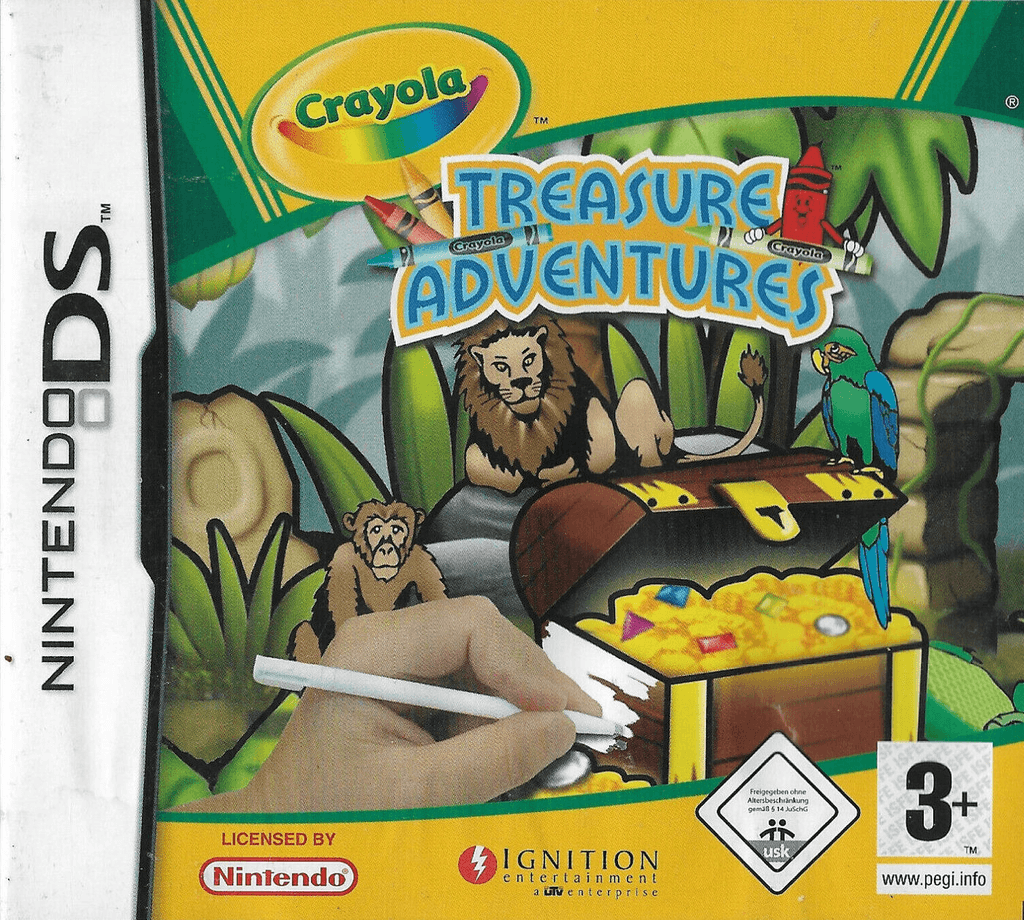 NINTENDO DS™
Crayola
™
®
TREASURE
™
Crayola
Crayola
ADVENTURES
LICENSED BY
Nintendo®
IGNITION
entertainment
a UTV enterprise
Freigegeben ohne
Altersbeschränkung
gemäß § 14 JuSchG
usk
3+
™
www.pegi.info